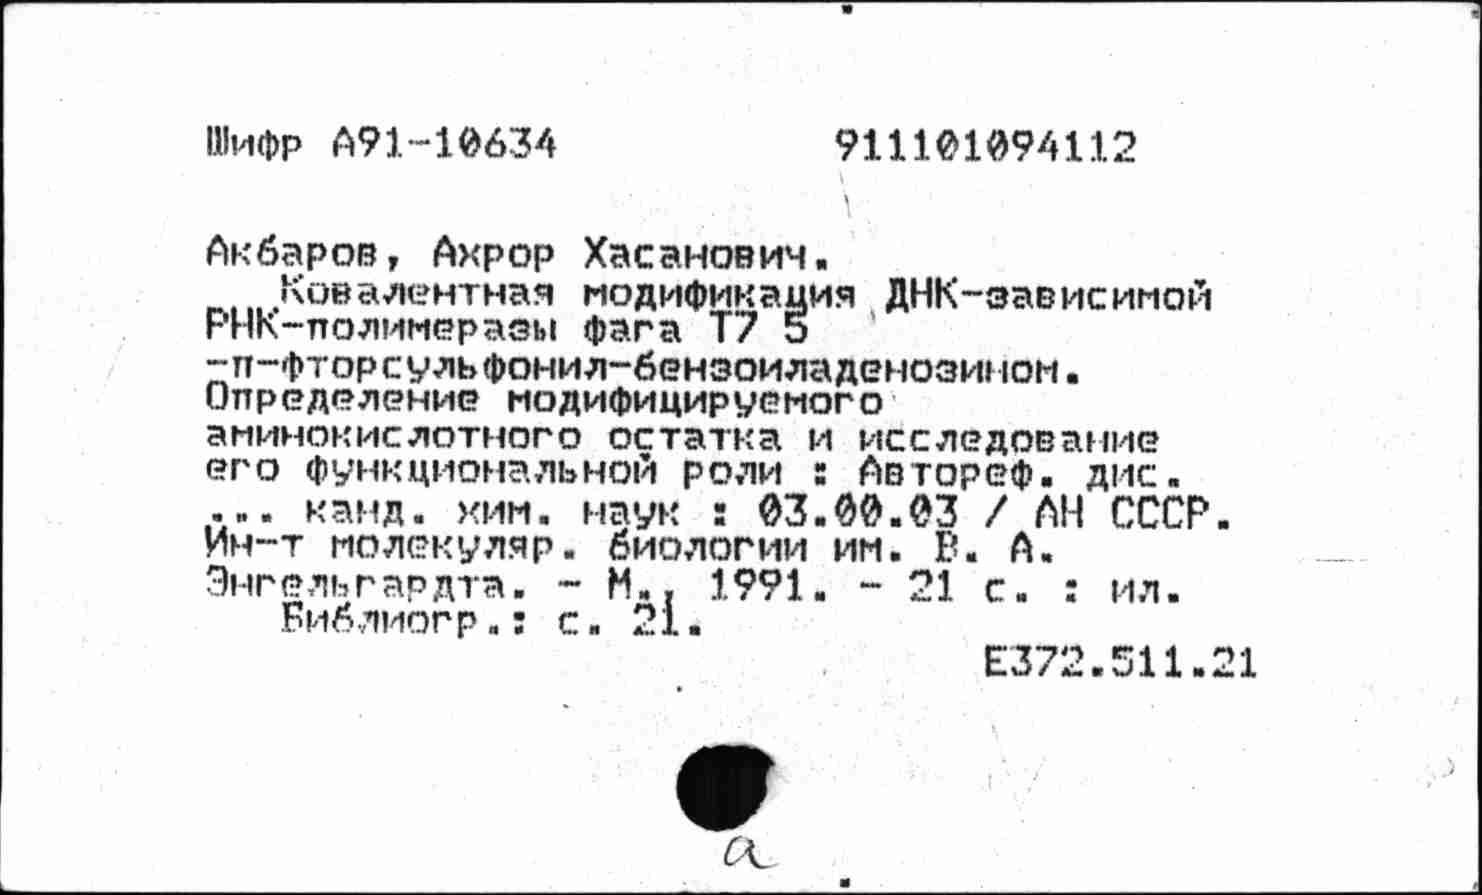 Шифр А91-10634 911101094112
Акбаров, Ахрор Хасанович.
Ковалентная модификация ДНК-зависимой
РНК-полимеразы фага Т7 5
-п-фторсульфонил-бензоиладенозином.
Определение модифицируемого
аминокислотного остатка и исследование
его функциональной роли : Автореф. дис.
... канд. хим. наук : 03.00.03 / АН СССР.
Ин-т молекуляр. биологии им. В. А.
Энгельгардта. - М., 1991. - 21 с. : ил.
Библиогр.: с. 21.
Е372.511.21
а